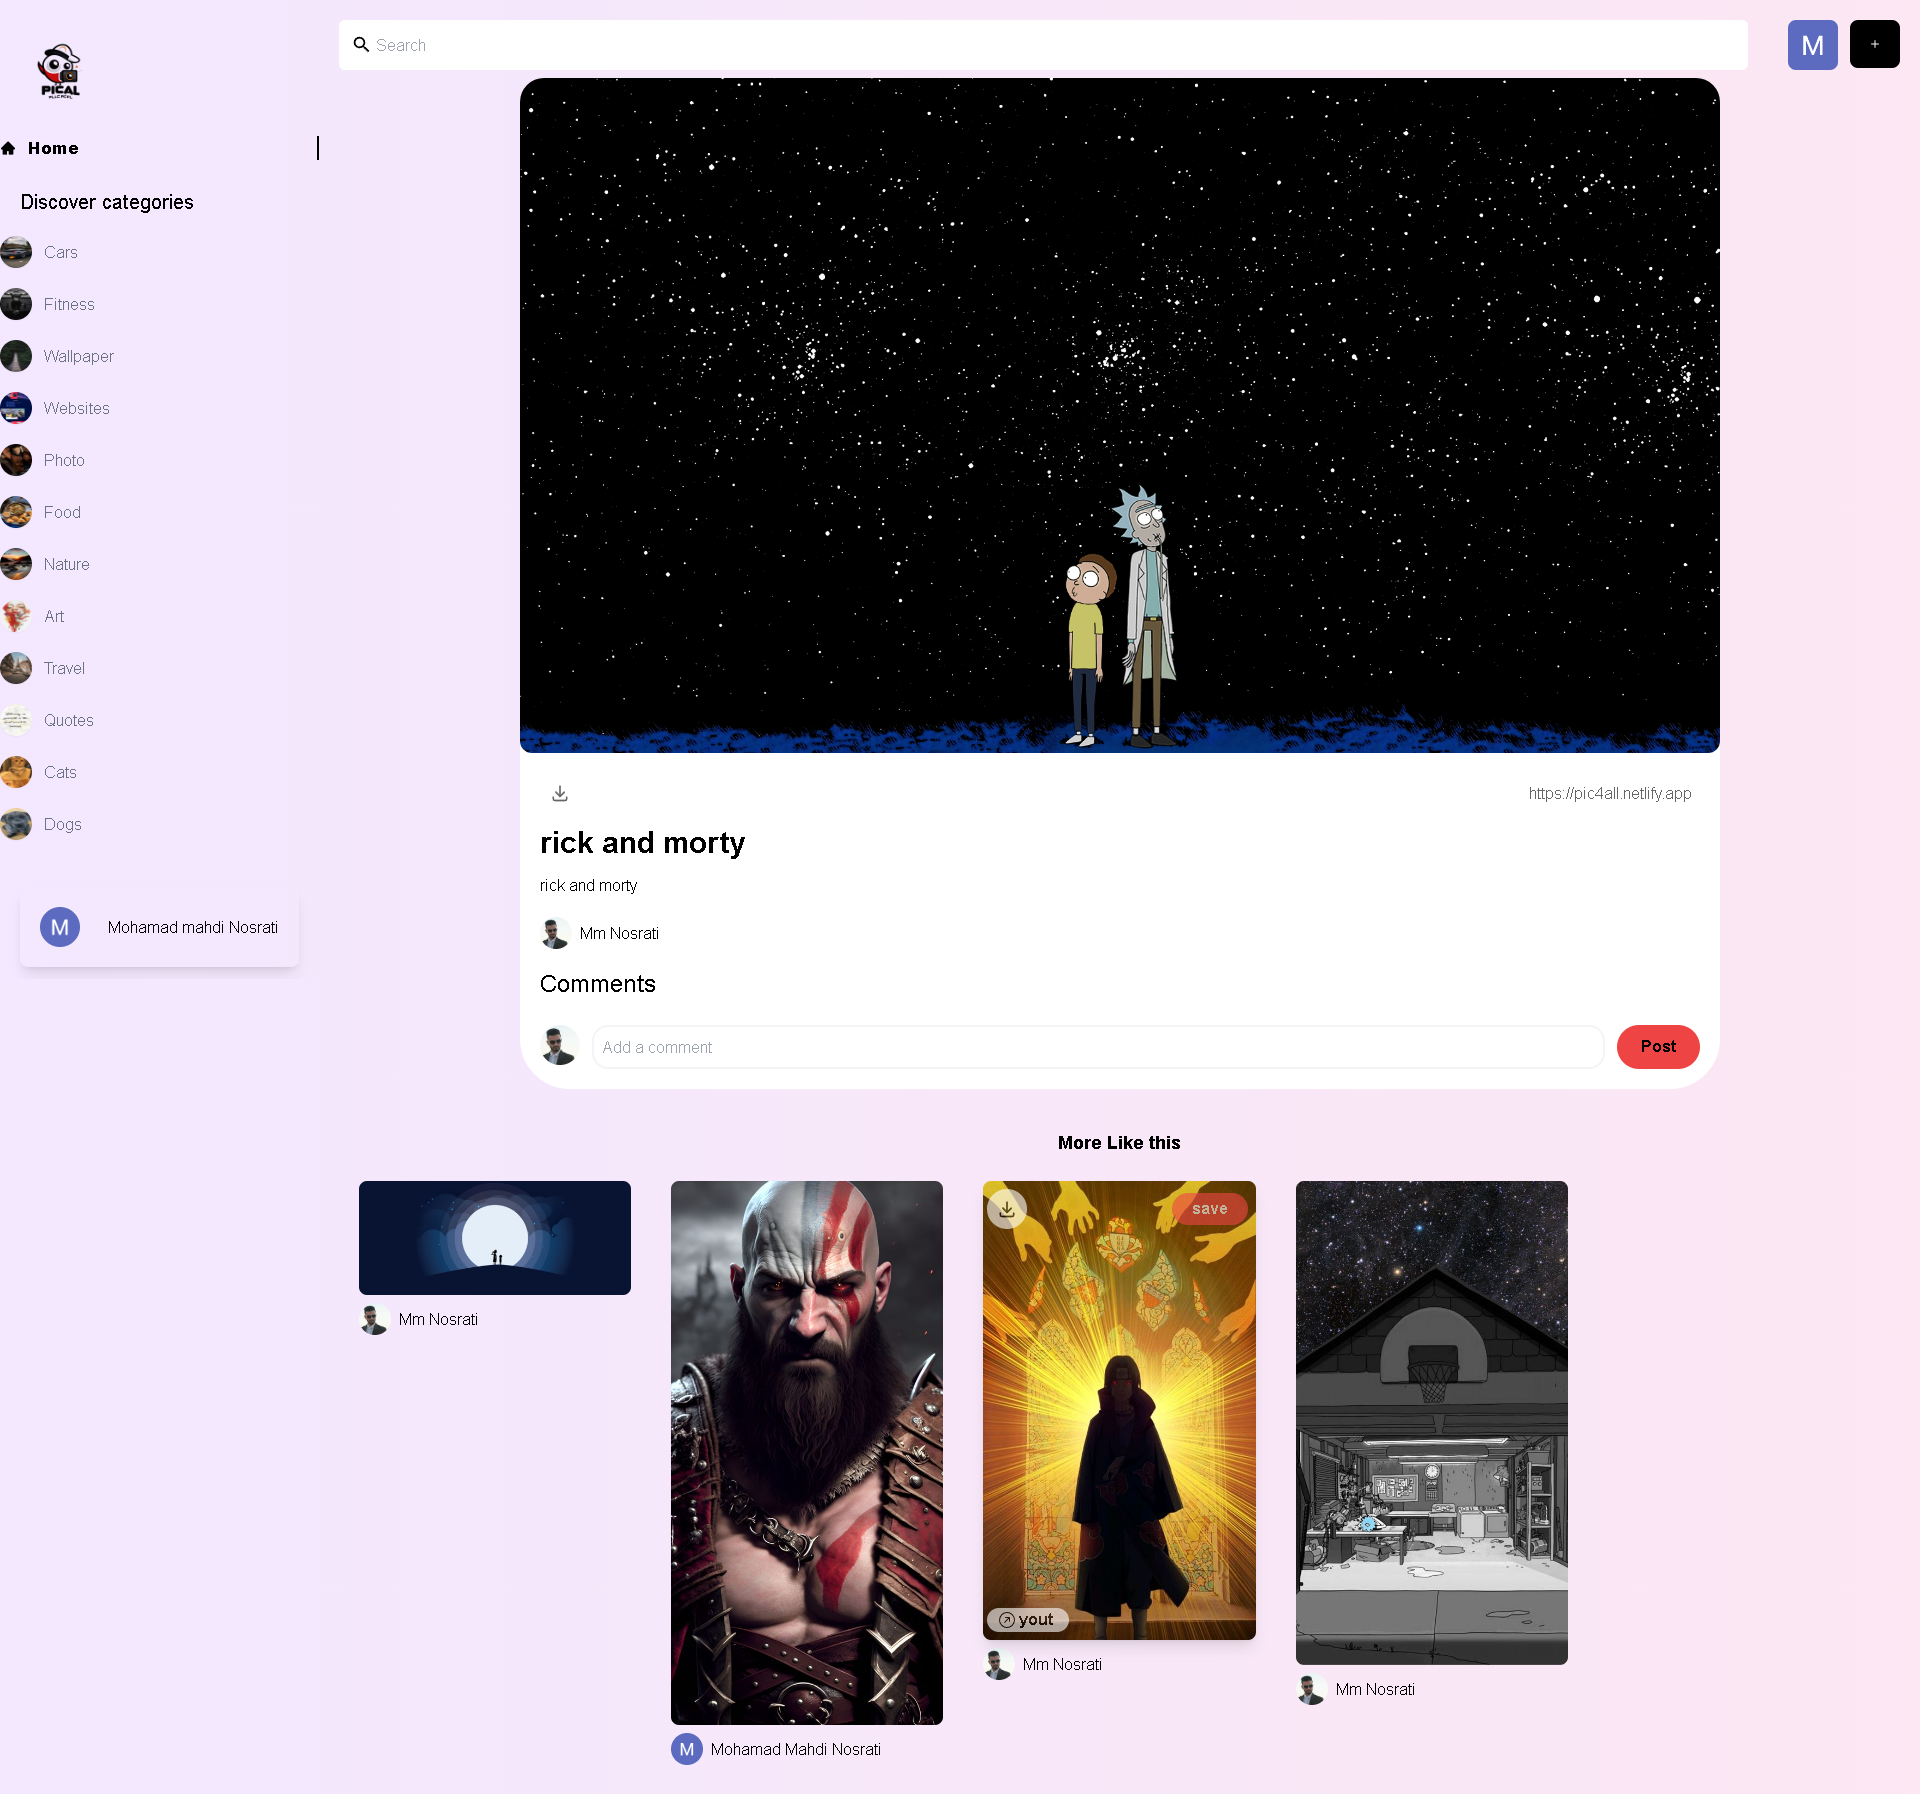 PICAL
Home
Discover categories
Cars
Fitness
Wallpaper
Websites
Photo
Food
Nature
Art
Travel
Quotes
Cats
Dogs
M
Mohamad mahdi Nosrati
Search
M
+
https://pic4all.netlify.app
rick and morty
rick and morty
Mm Nosrati
Comments
Add a comment
Post
More Like this
Mm Nosrati
M
Mohamad Mahdi Nosrati
save
yout
Mm Nosrati
Mm Nosrati